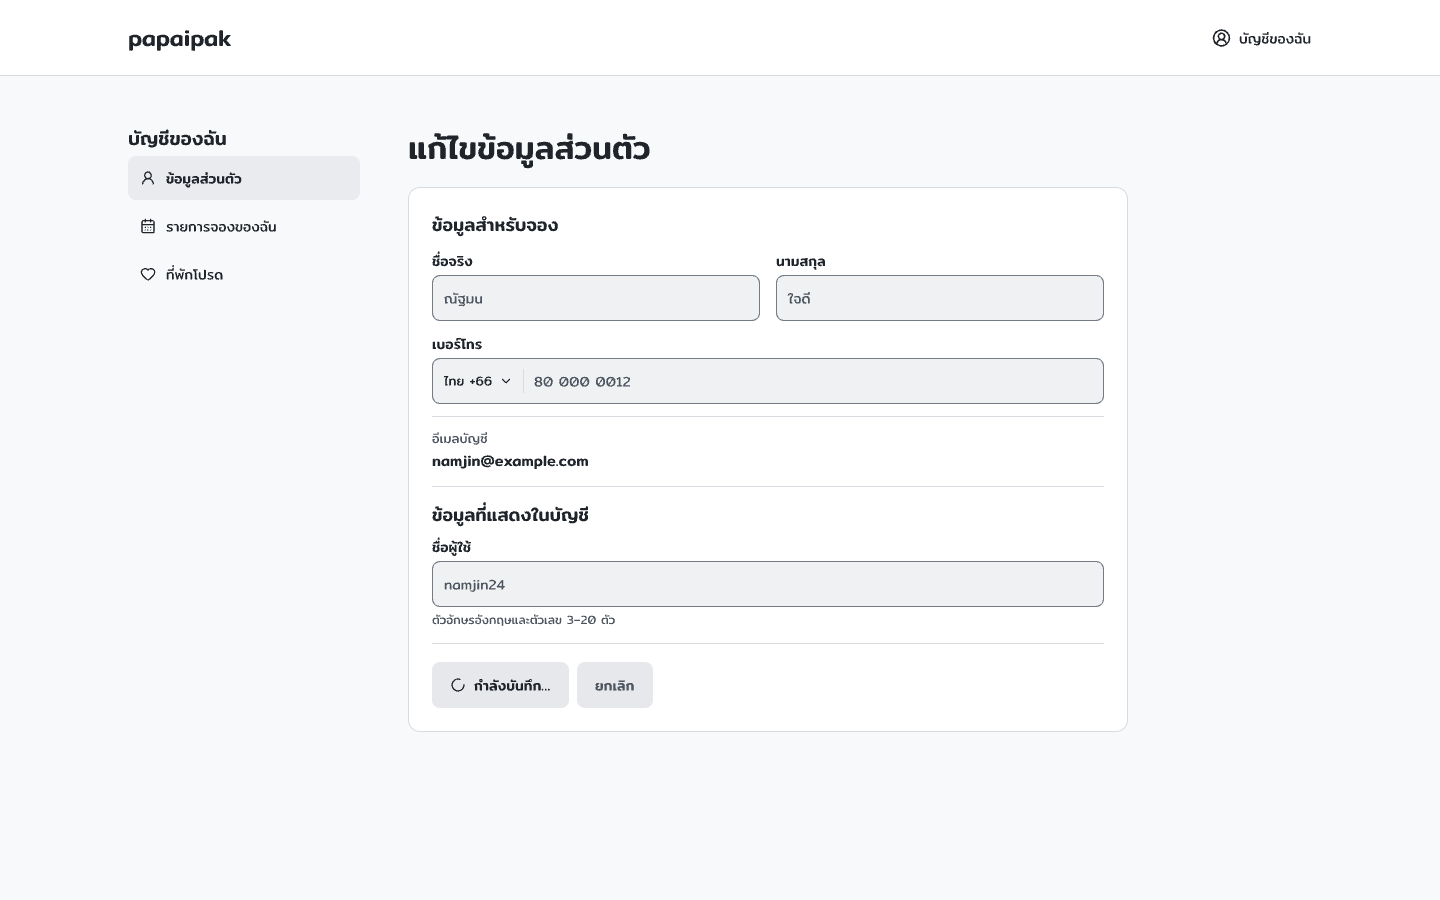 papaipak
บัญชีของฉัน
บัญชีของฉัน
ข้อมูลส่วนตัว
รายการจองของฉัน
ที่พักโปรด
แก้ไขข้อมูลส่วนตัว
ข้อมูลสำหรับจอง
ชื่อจริง
นามสกุล
ณัฐมน
ใจดี
เบอร์โทร
ไทย +66
80 000 0012
อีเมลบัญชี
namjin@example.com
ข้อมูลที่แสดงในบัญชี
ชื่อผู้ใช้
namjin24
ตัวอักษรอังกฤษและตัวเลข 3–20 ตัว
กำลังบันทึก...
ยกเลิก